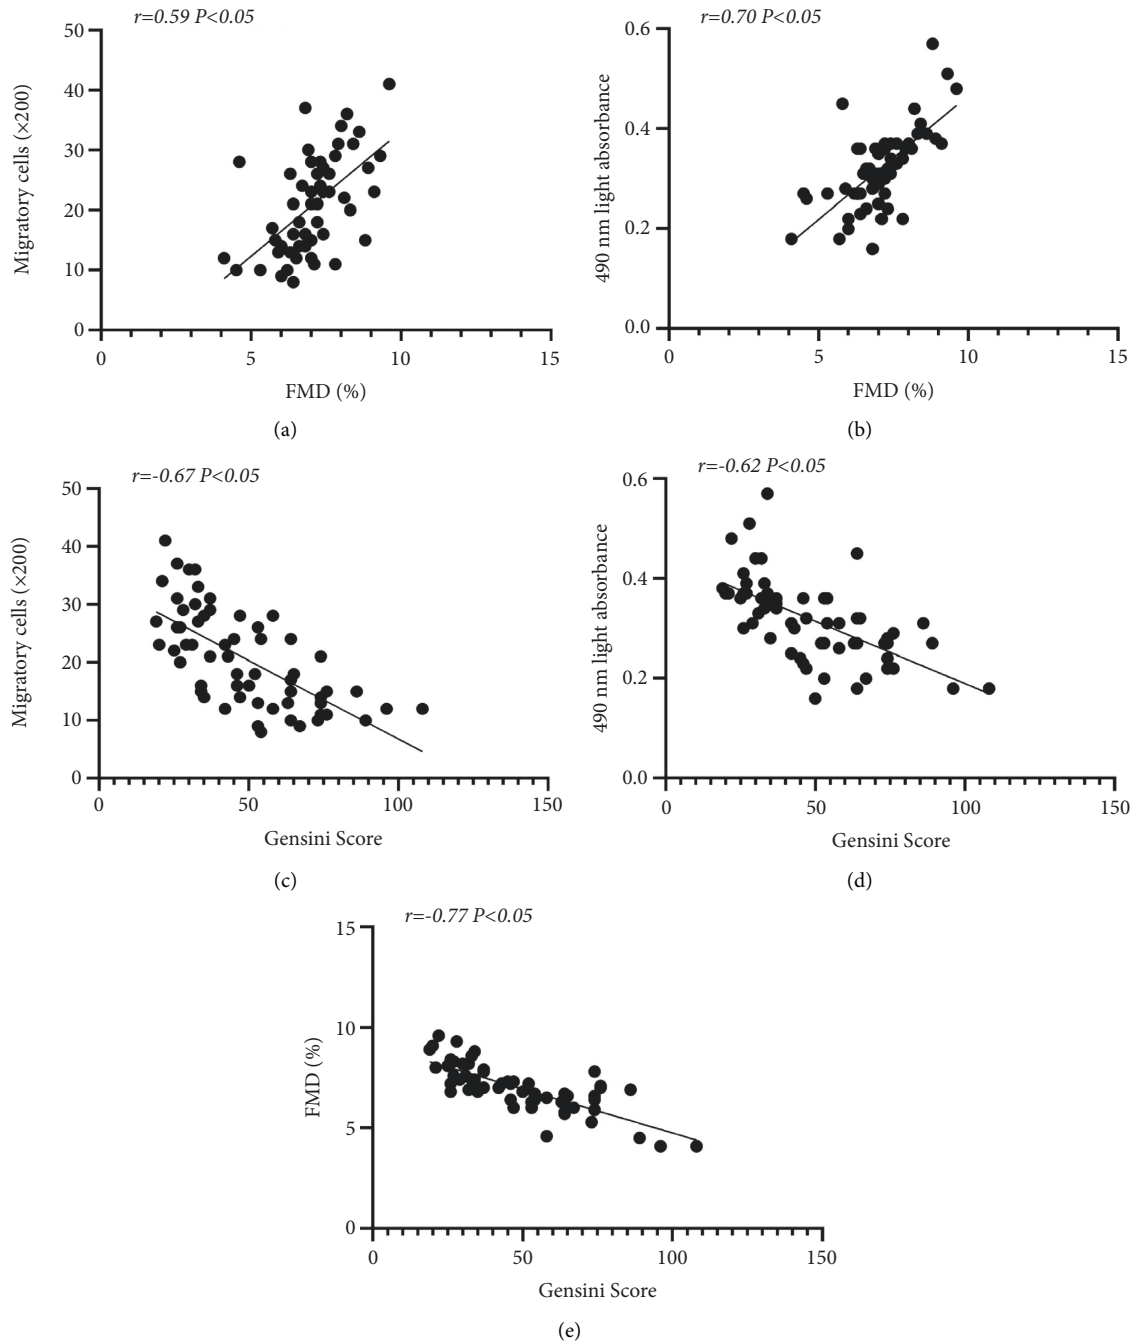 r=0.59 P<0.05
50
40
30
20
10
0
Migratory cells (×200)
0 5 10 15
FMD (%)
(a)
r=0.70 P<0.05
0.6
0.4
0.2
0.0
490 nm light absorbance
0 5 10 15
FMD (%)
(b)
r=-0.67 P<0.05
50
40
30
20
10
0
Migratory cells (×200)
0 50 100 150
Gensini Score
(c)
r=-0.62 P<0.05
0.6
0.4
0.2
0.0
490 nm light absorbance
0 50 100 150
Gensini Score
(d)
r=-0.77 P<0.05
15
10
5
0
FMD (%)
0 50 100 150
Gensini Score
(e)